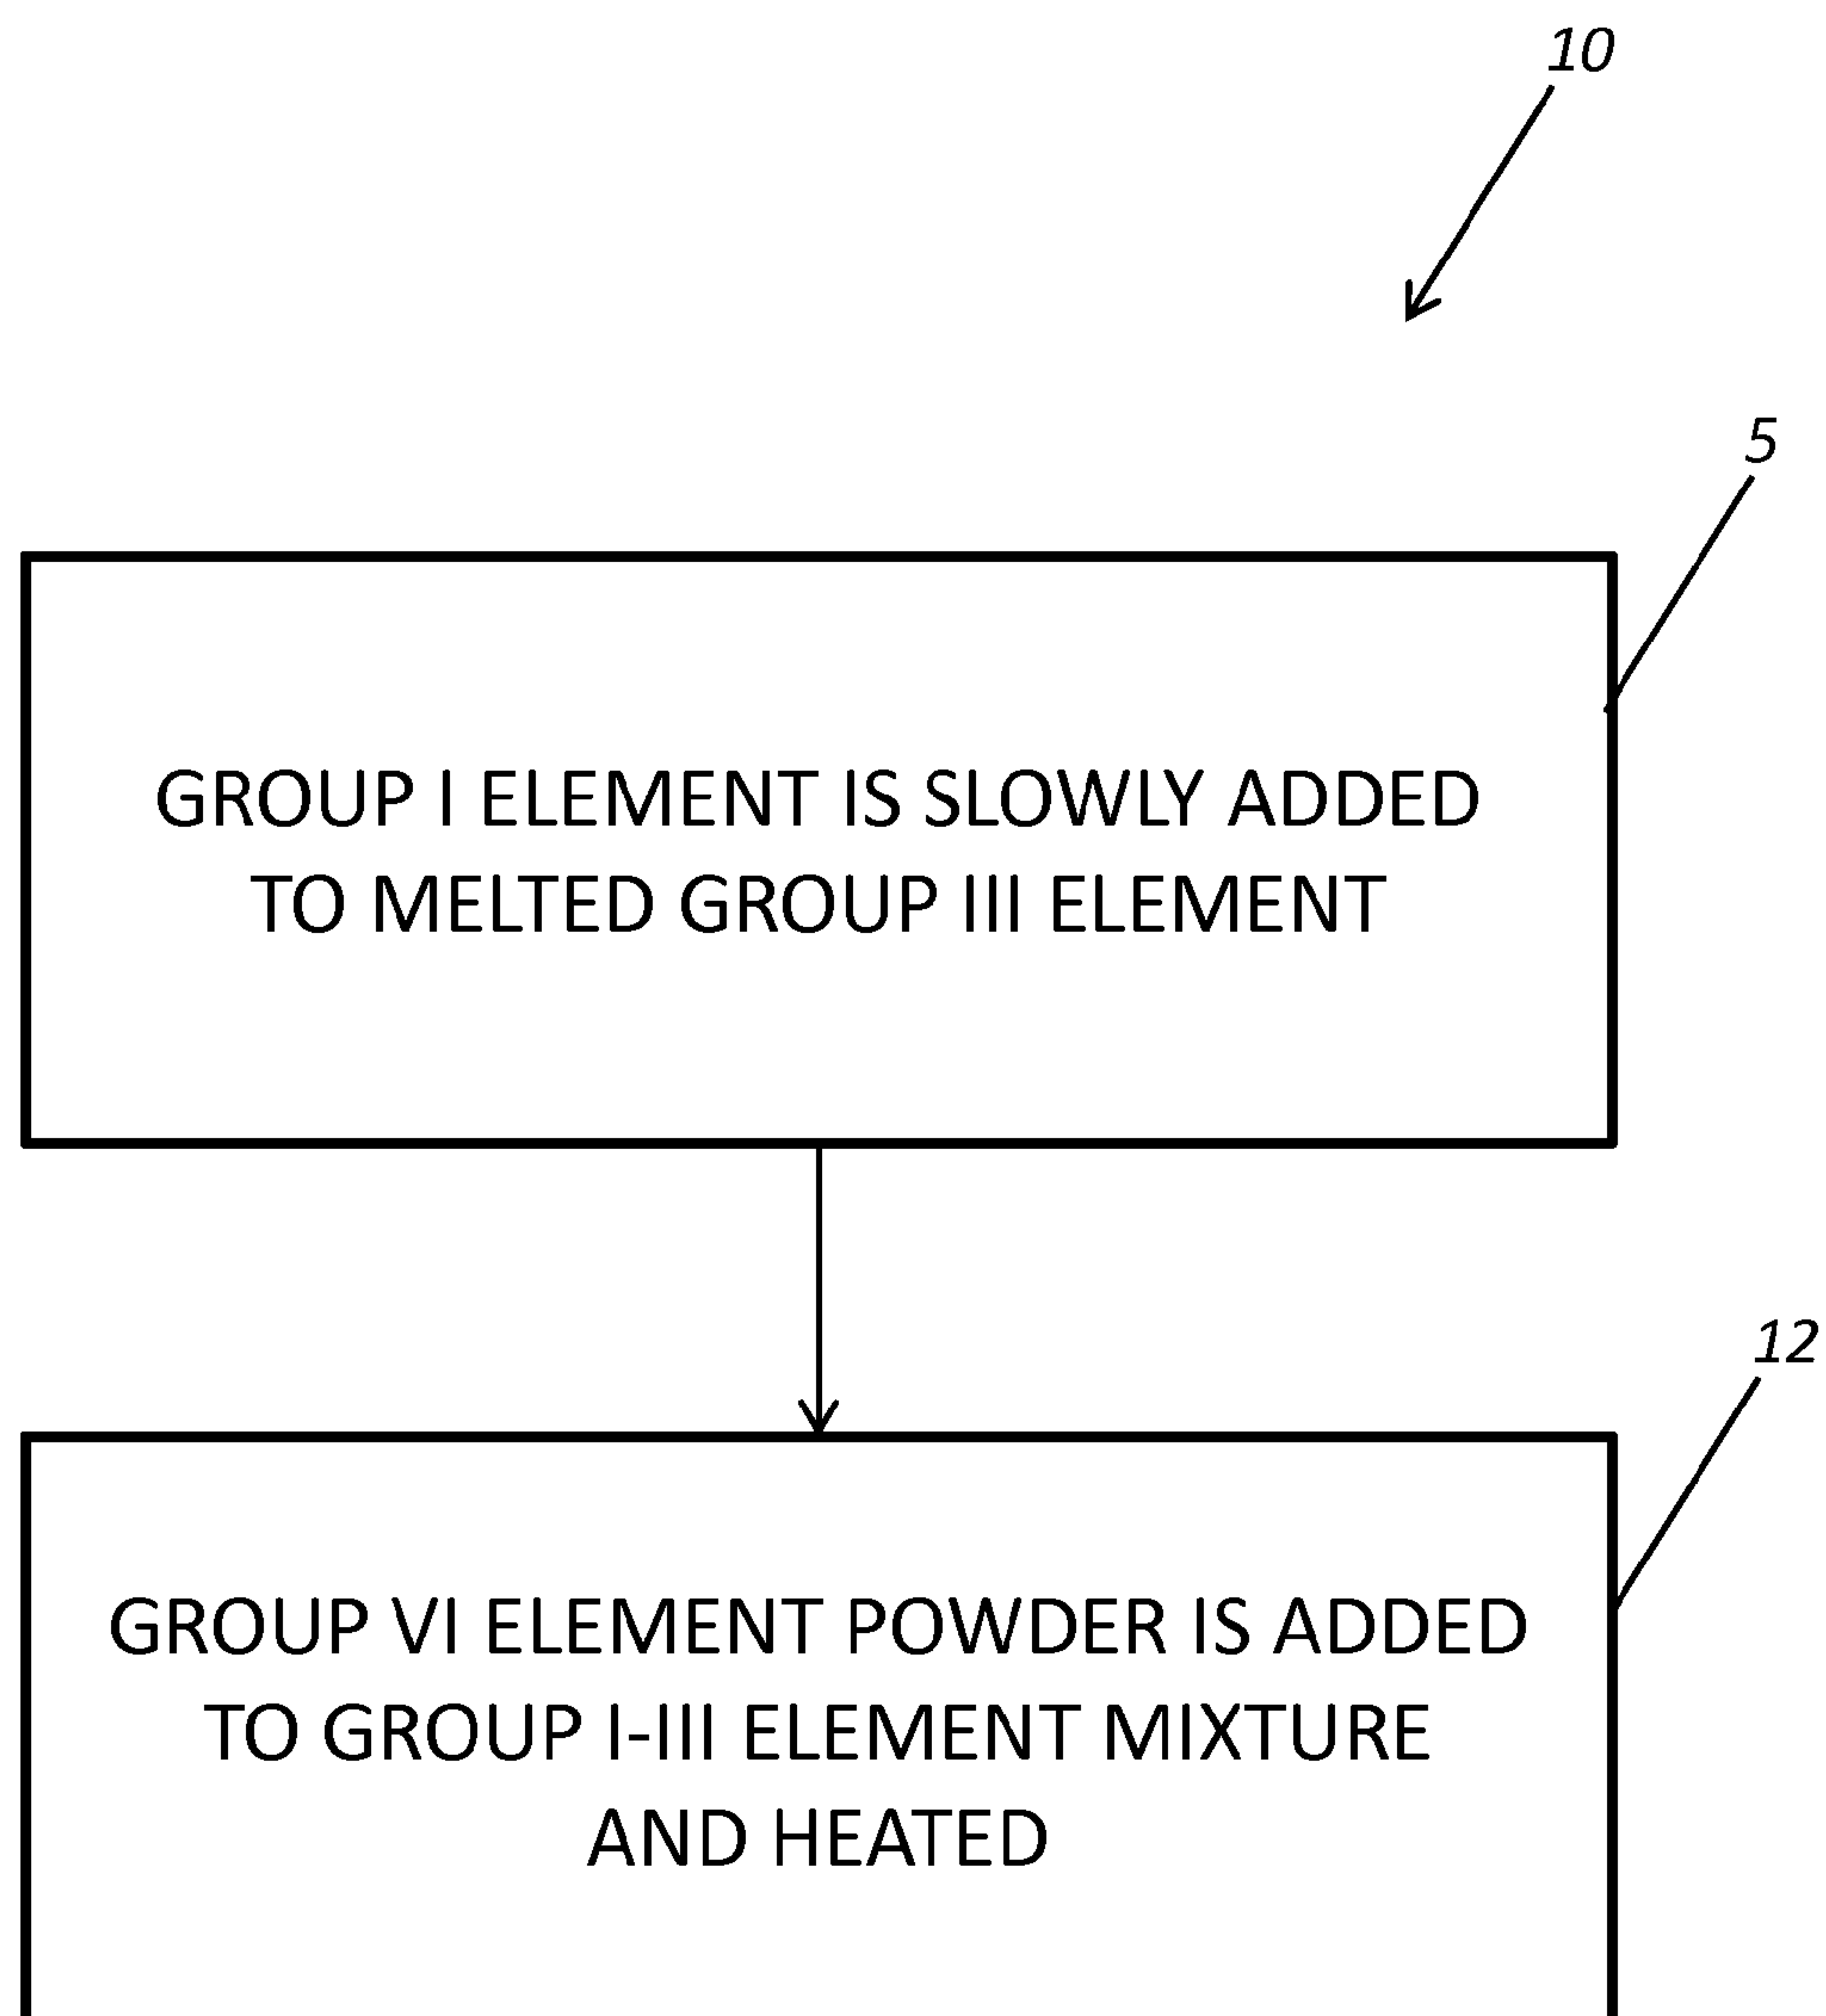 10
5
GROUP I ELEMENT IS SLOWLY ADDED
TO MELTED GROUP III ELEMENT
12
GROUP VI ELEMENT POWDER IS ADDED
TO GROUP I-III ELEMENT MIXTURE
AND HEATED